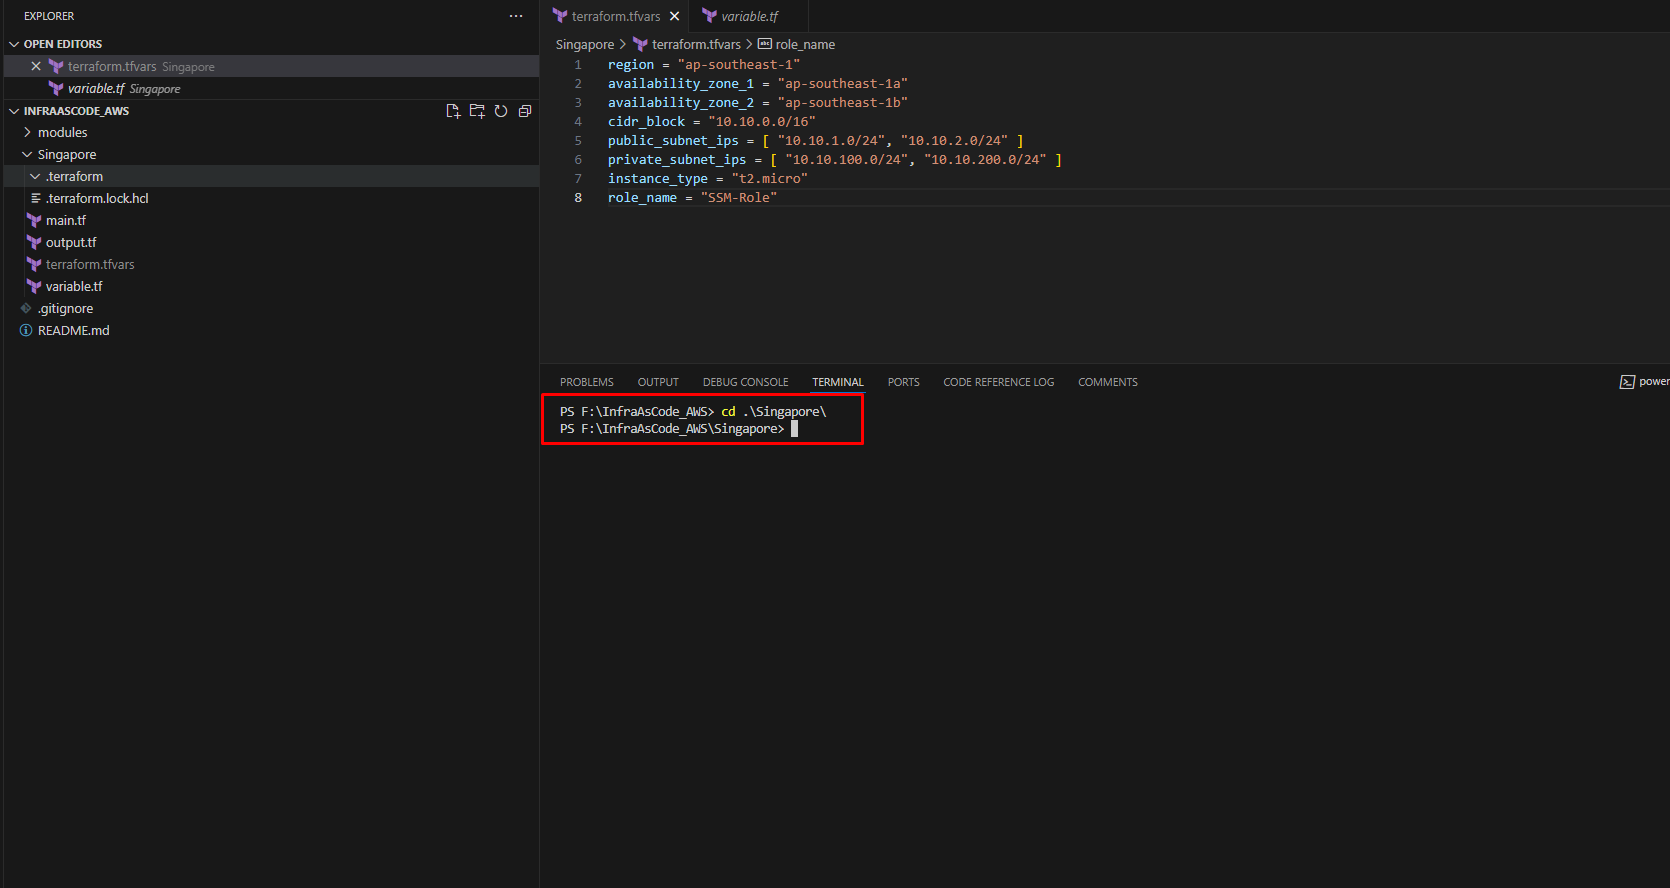 EXPLORER
OPEN EDITORS
terraform.tfvars Singapore
variable.tf Singapore
INFRAASCODE_AWS
modules
Singapore
.terraform
.terraform.lock.hcl
main.tf
output.tf
terraform.tfvars
variable.tf
.gitignore
README.md
terraform.tfvars
variable.tf
Singapore > terraform.tfvars > role_name
1 region = "ap-southeast-1"
2 availability_zone_1 = "ap-southeast-1a"
3 availability_zone_2 = "ap-southeast-1b"
4 cidr_block = "10.10.0.0/16"
5 public_subnet_ips = [ "10.10.1.0/24", "10.10.2.0/24" ]
6 private_subnet_ips = [ "10.10.100.0/24", "10.10.200.0/24" ]
7 instance_type = "t2.micro"
8 role_name = "SSM-Role"
PROBLEMS OUTPUT DEBUG CONSOLE TERMINAL PORTS CODE REFERENCE LOG COMMENTS power
PS F:\InfraAsCode_AWS> cd .\Singapore\
PS F:\InfraAsCode_AWS\Singapore>